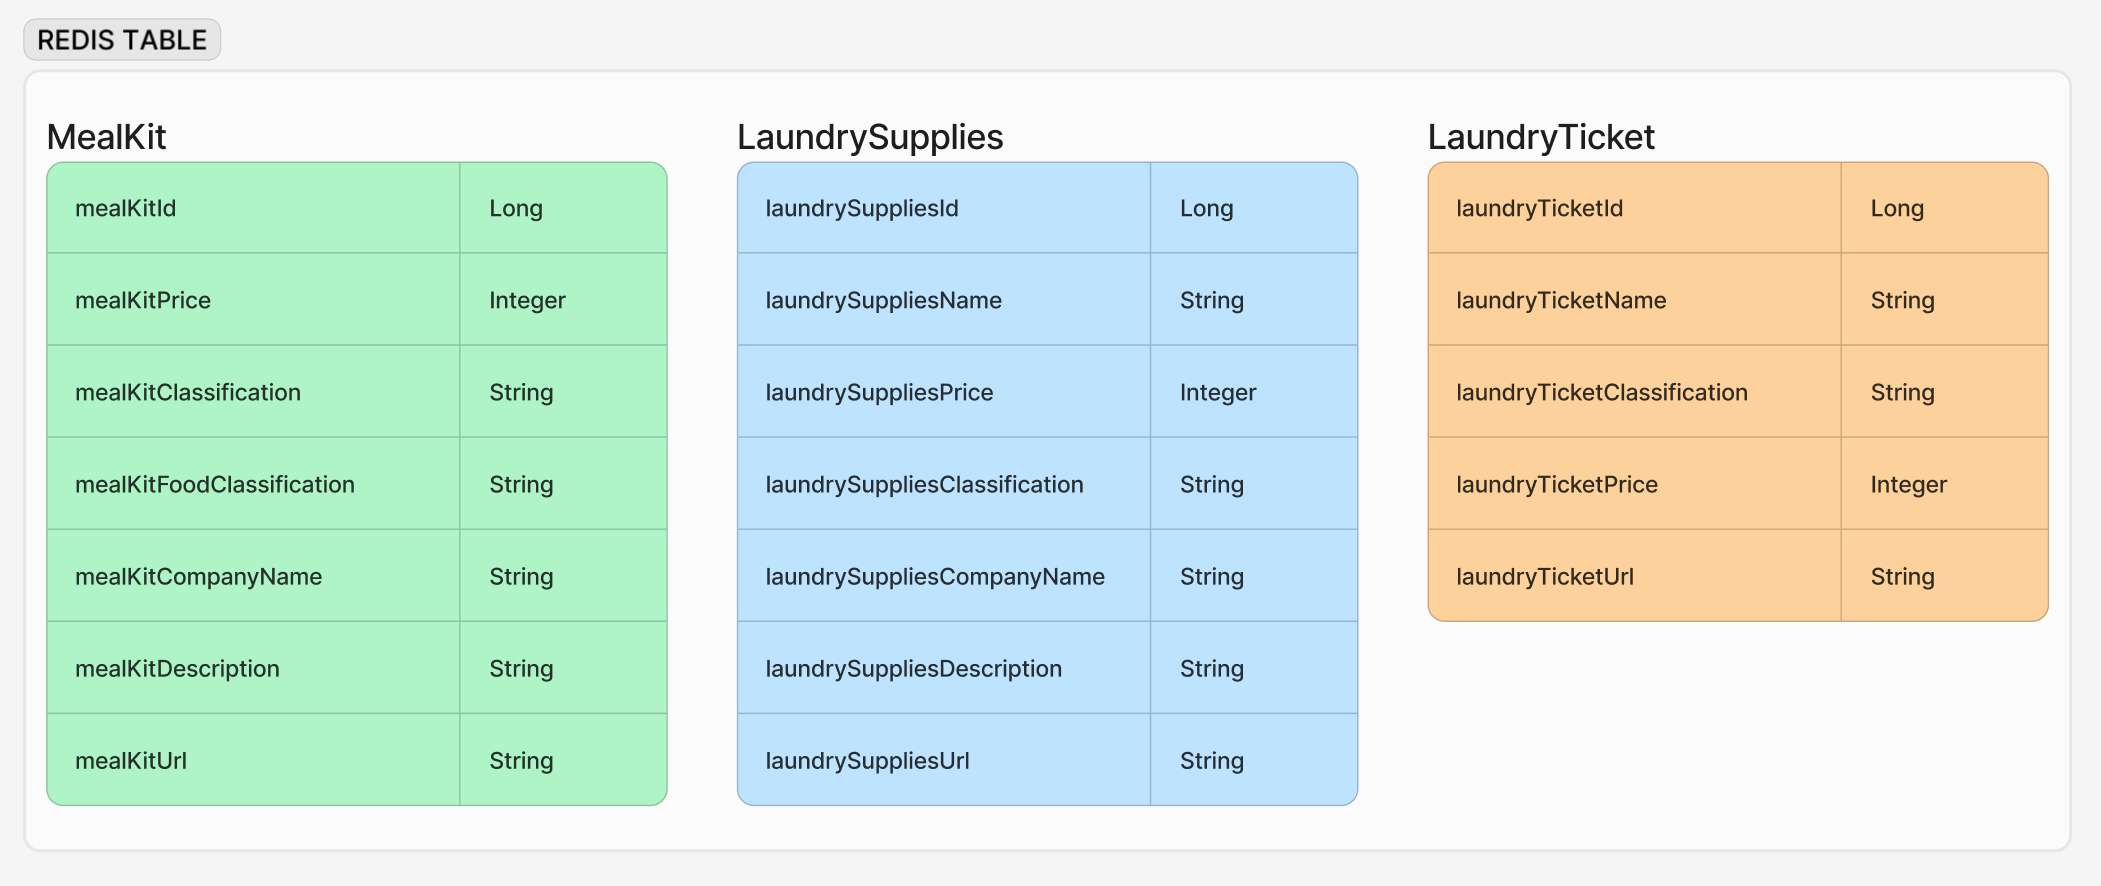 REDIS TABLE
MealKit
mealKitId Long
mealKitPrice Integer
mealKitClassification String
mealKitFoodClassification String
mealKitCompanyName String
mealKitDescription String
mealKitUrl String
LaundrySupplies
laundrySuppliesId Long
laundrySuppliesName String
laundrySuppliesPrice Integer
laundrySuppliesClassification String
laundrySuppliesCompanyName String
laundrySuppliesDescription String
laundrySuppliesUrl String
LaundryTicket
laundryTicketId Long
laundryTicketName String
laundryTicketClassification String
laundryTicketPrice Integer
laundryTicketUrl String